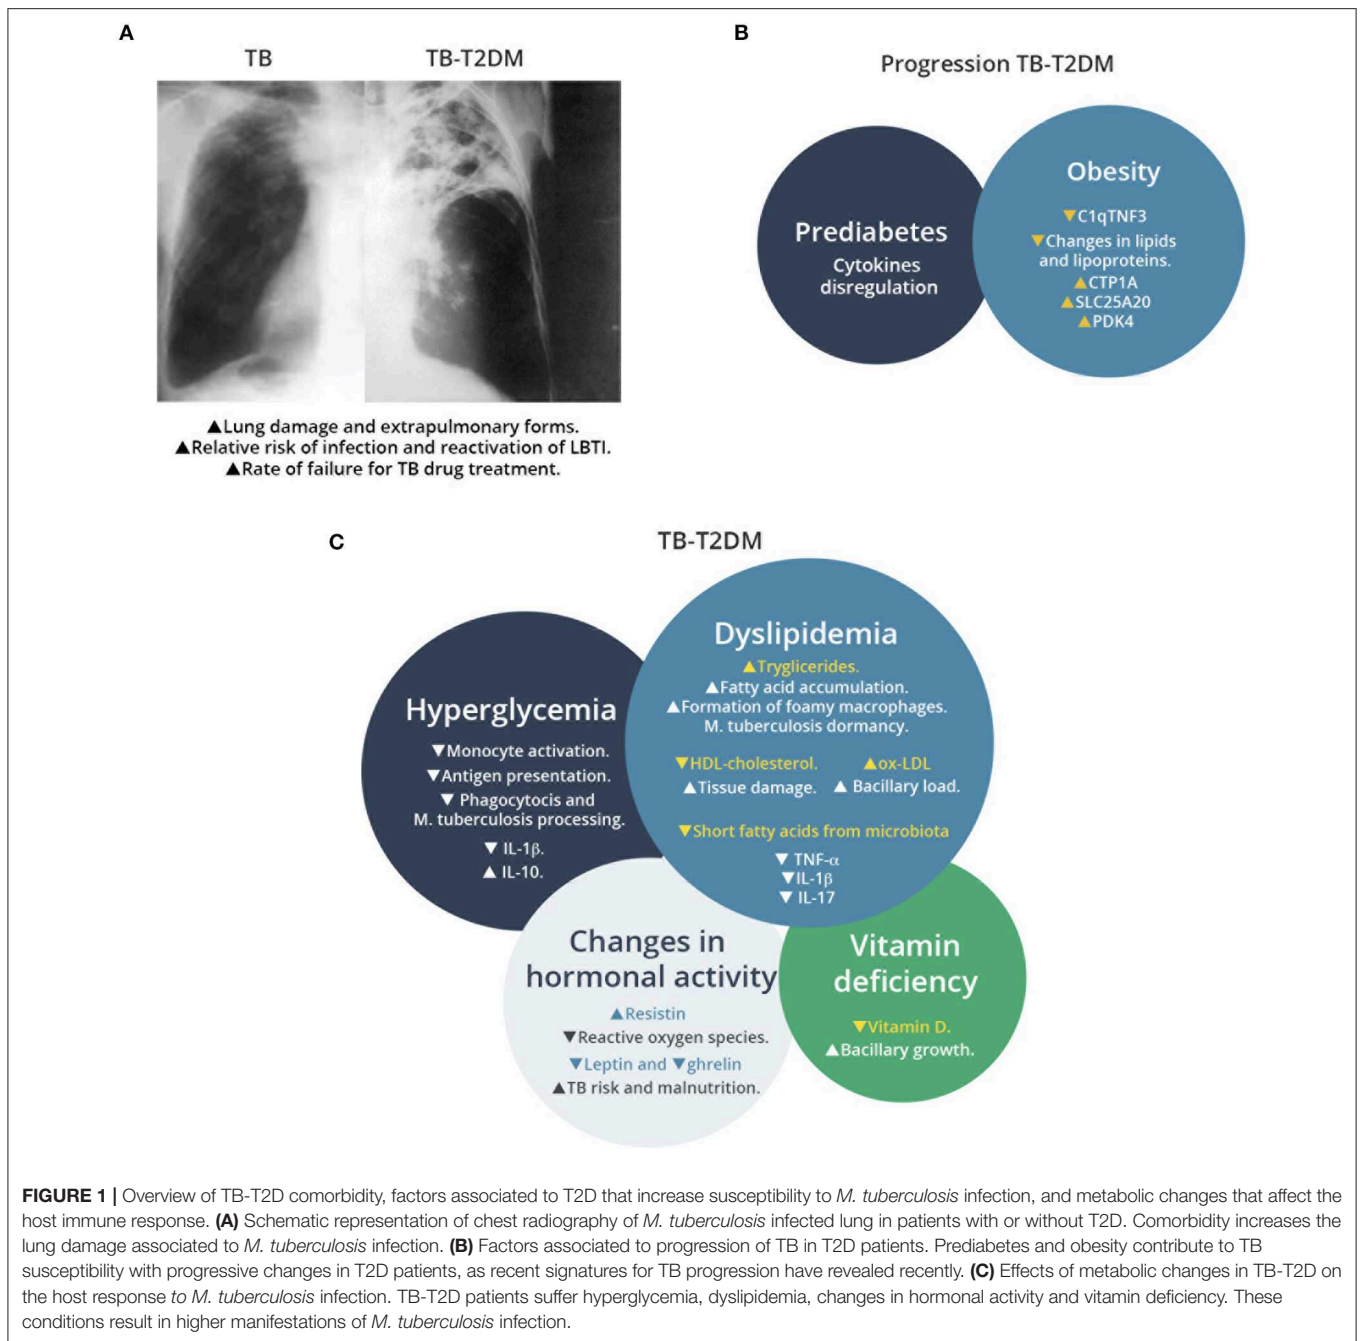 A
TB
TB-T2DM
▲Lung damage and extrapulmonary forms.
▲Relative risk of infection and reactivation of LBTI.
▲Rate of failure for TB drug treatment.
B
Progression TB-T2DM
Prediabetes
Cytokines
disregulation
Obesity
▼C1qTNF3
▼Changes in lipids
and lipoproteins.
▲CTP1A
▲SLC25A20
▲PDK4
C
TB-T2DM
Hyperglycemia
▼Monocyte activation.
▼Antigen presentation.
▼ Phagocytocis and
M. tuberculosis processing.
▼ IL-1β.
▲ IL-10.
Dyslipidemia
▲Tryglicerides.
▲Fatty acid accumulation.
▲Formation of foamy macrophages.
M. tuberculosis dormancy.
▼HDL-cholesterol. ▲ox-LDL
▲Tissue damage. ▲ Bacillary load.
▼Short fatty acids from microbiota
▼ TNF-α
▼IL-1β
▼ IL-17
Changes in
hormonal activity
▲Resistin
▼Reactive oxygen species.
▼Leptin and ▼ghrelin
▲TB risk and malnutrition.
Vitamin
deficiency
▼Vitamin D.
▲Bacillary growth.
FIGURE 1 | Overview of TB-T2D comorbidity, factors associated to T2D that increase susceptibility to M. tuberculosis infection, and metabolic changes that affect the
host immune response. (A) Schematic representation of chest radiography of M. tuberculosis infected lung in patients with or without T2D. Comorbidity increases the
lung damage associated to M. tuberculosis infection. (B) Factors associated to progression of TB in T2D patients. Prediabetes and obesity contribute to TB
susceptibility with progressive changes in T2D patients, as recent signatures for TB progression have revealed recently. (C) Effects of metabolic changes in TB-T2D on
the host response to M. tuberculosis infection. TB-T2D patients suffer hyperglycemia, dyslipidemia, changes in hormonal activity and vitamin deficiency. These
conditions result in higher manifestations of M. tuberculosis infection.